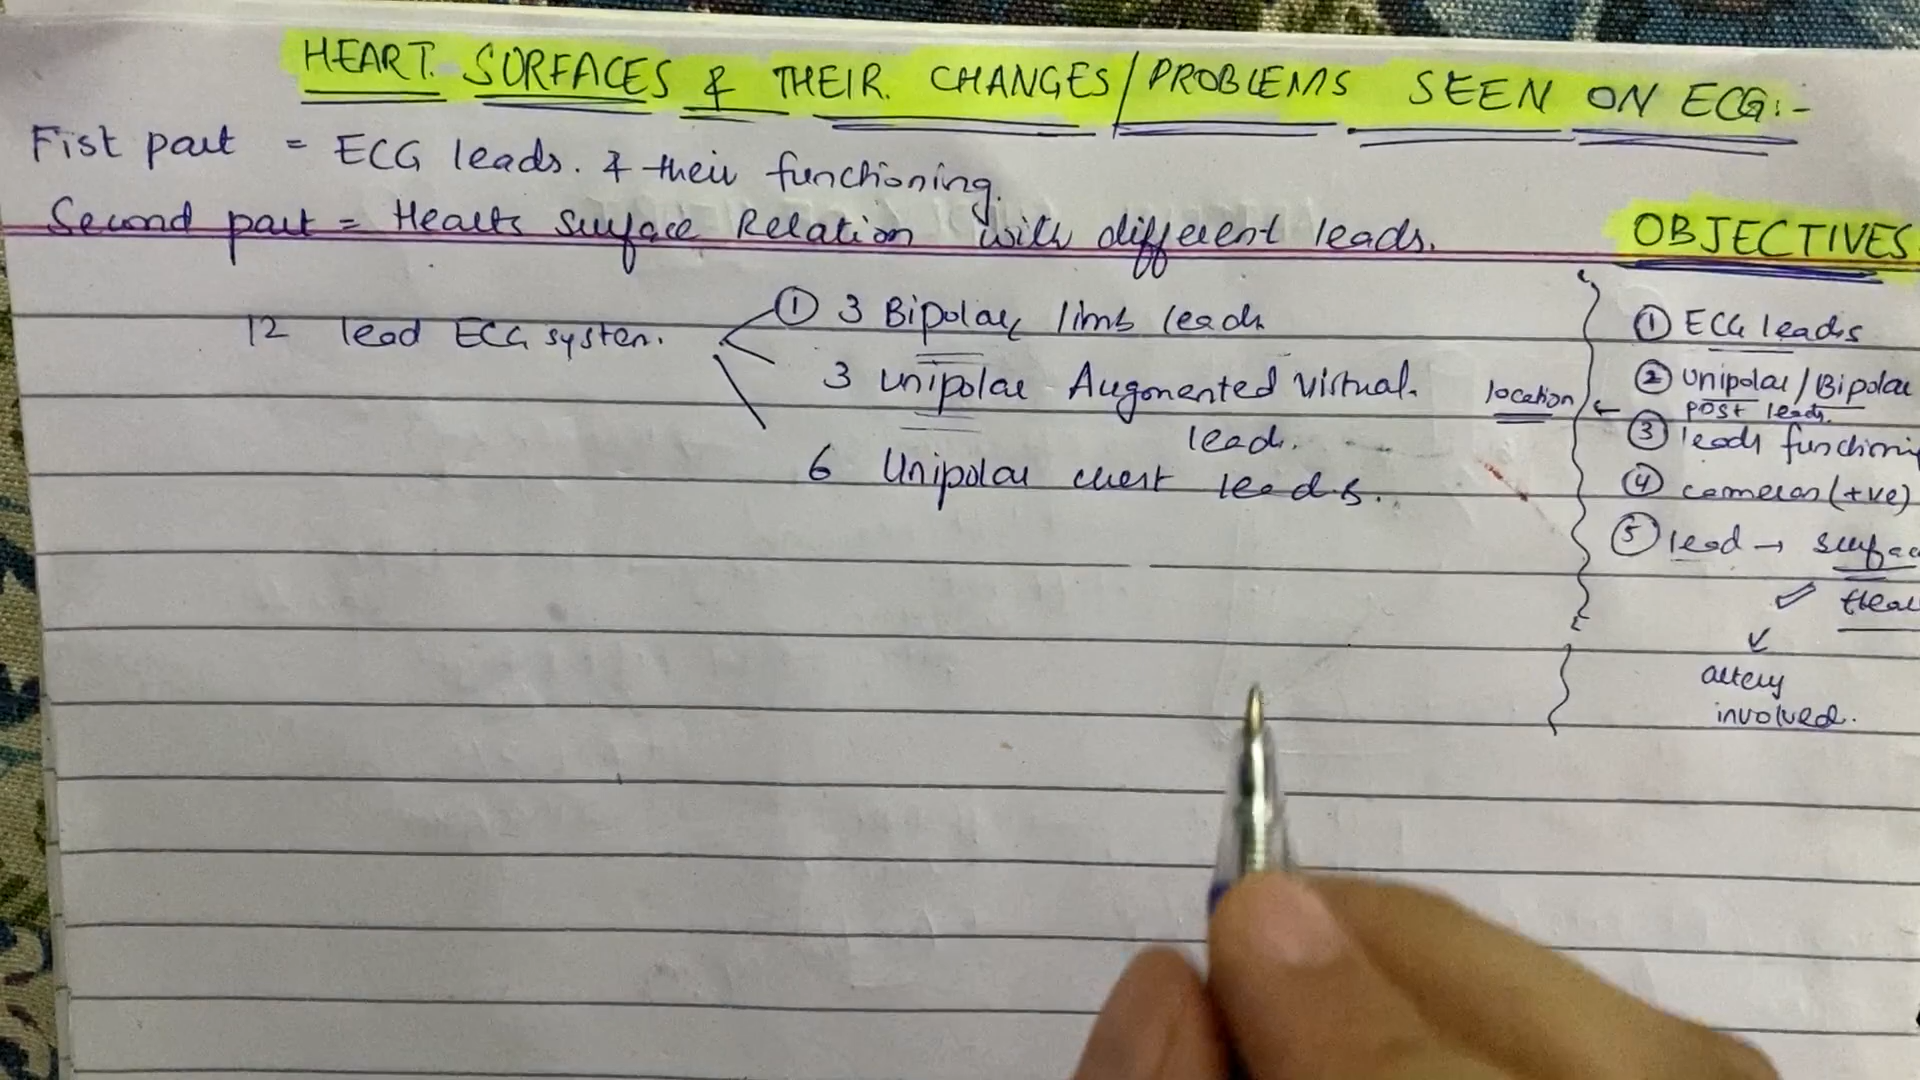 HEART SURFACES & THEIR CHANGES/PROBLEMS SEEN ON ECG:-
Fist part = ECG leads. & their functioning.
Second part = Hearts surface Relation with different leads.
12 lead ECG system.
① 3 Bipolar limb leads
3 unipolar Augmented virtual.
lead.
6 Unipolar chest leads.
location
OBJECTIVES
① ECG leads
② Unipolar/Bipolar
post leads.
③ leads functioni
④ cameras (+ve)
⑤ lead → surfac
Hear
artery
involved.